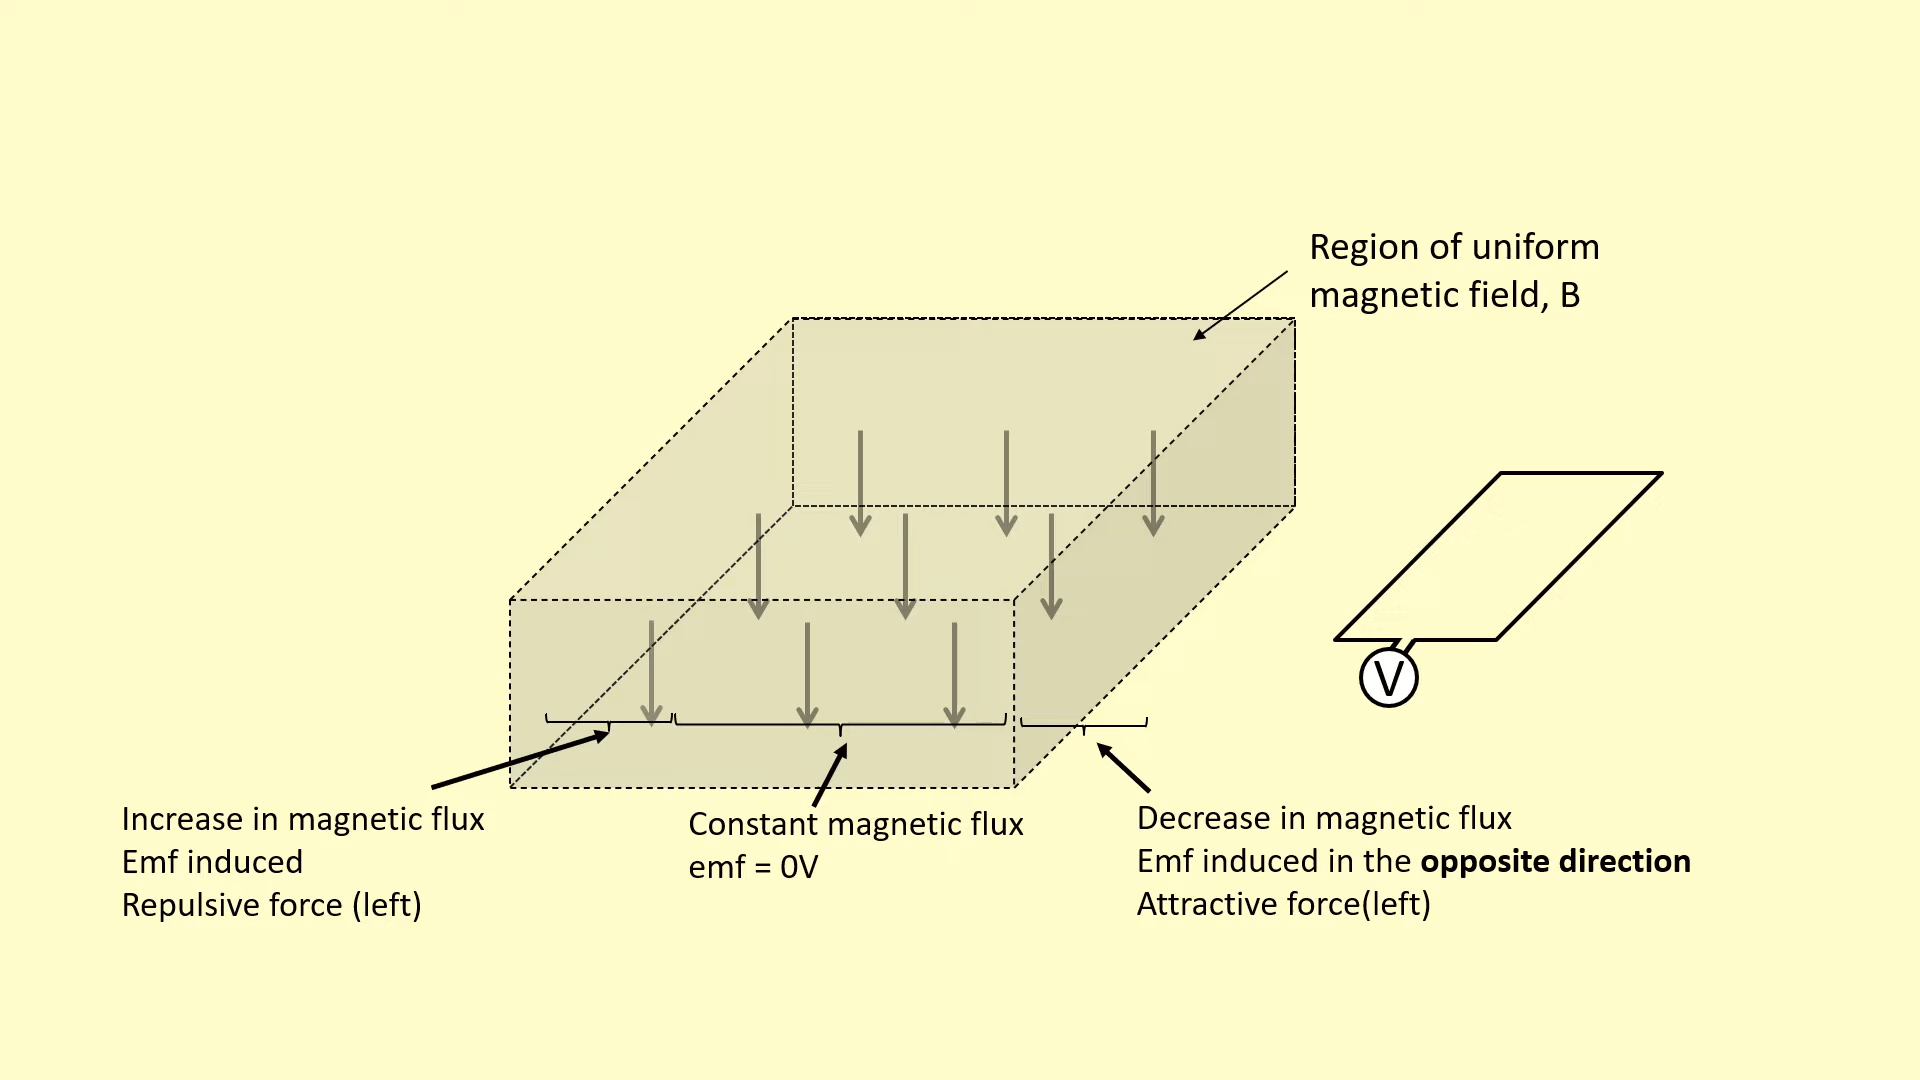 Region of uniform
magnetic field, B
V
Increase in magnetic flux
Emf induced
Repulsive force (left)
Constant magnetic flux
emf = 0V
Decrease in magnetic flux
Emf induced in the opposite direction
Attractive force(left)